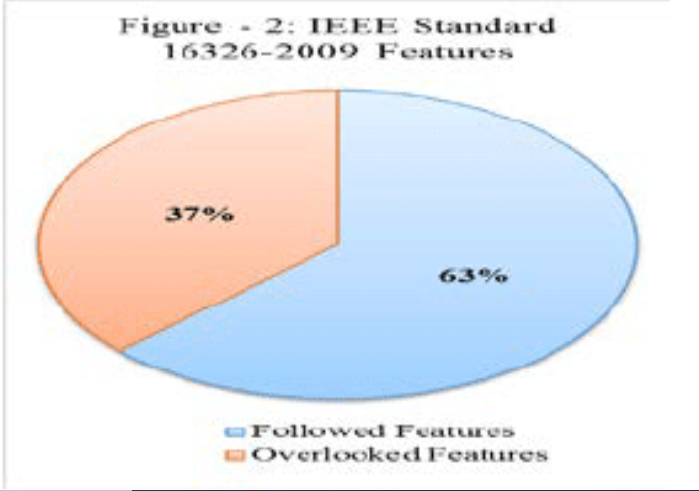 Figure - 2: IEEE Standard
16326-2009 Features
37%
63%
Followed Features
Overlooked Features